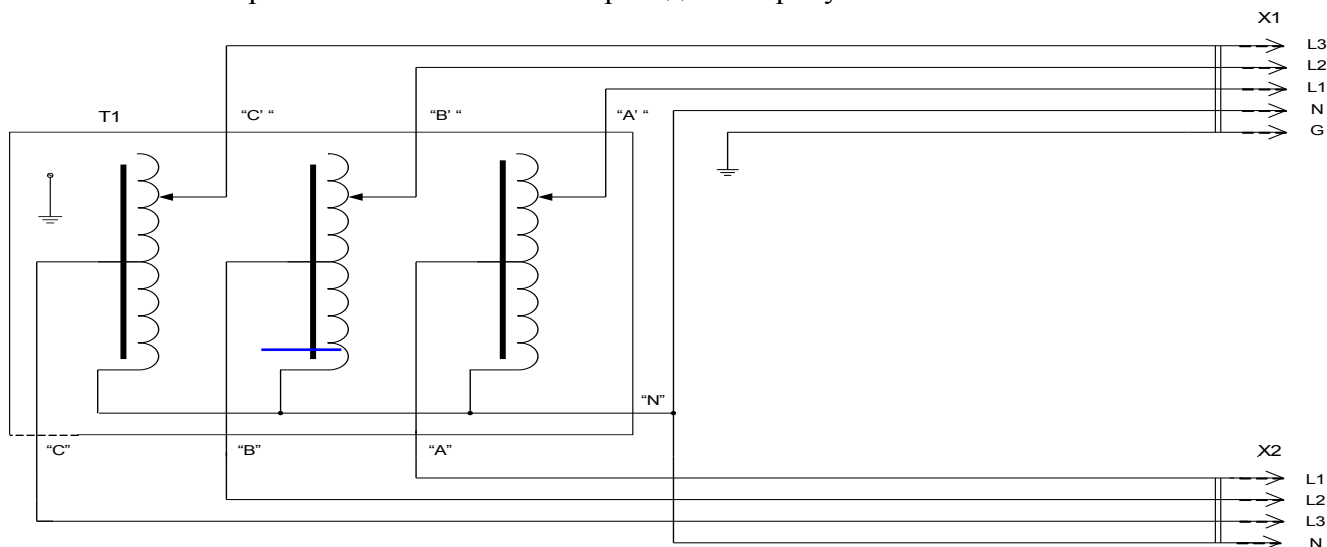 X1
L3
L2
T1 "C' " "B' " "A' " L1
N
G
"N"
"C" "B" "A" X2
L1
L2
L3
N